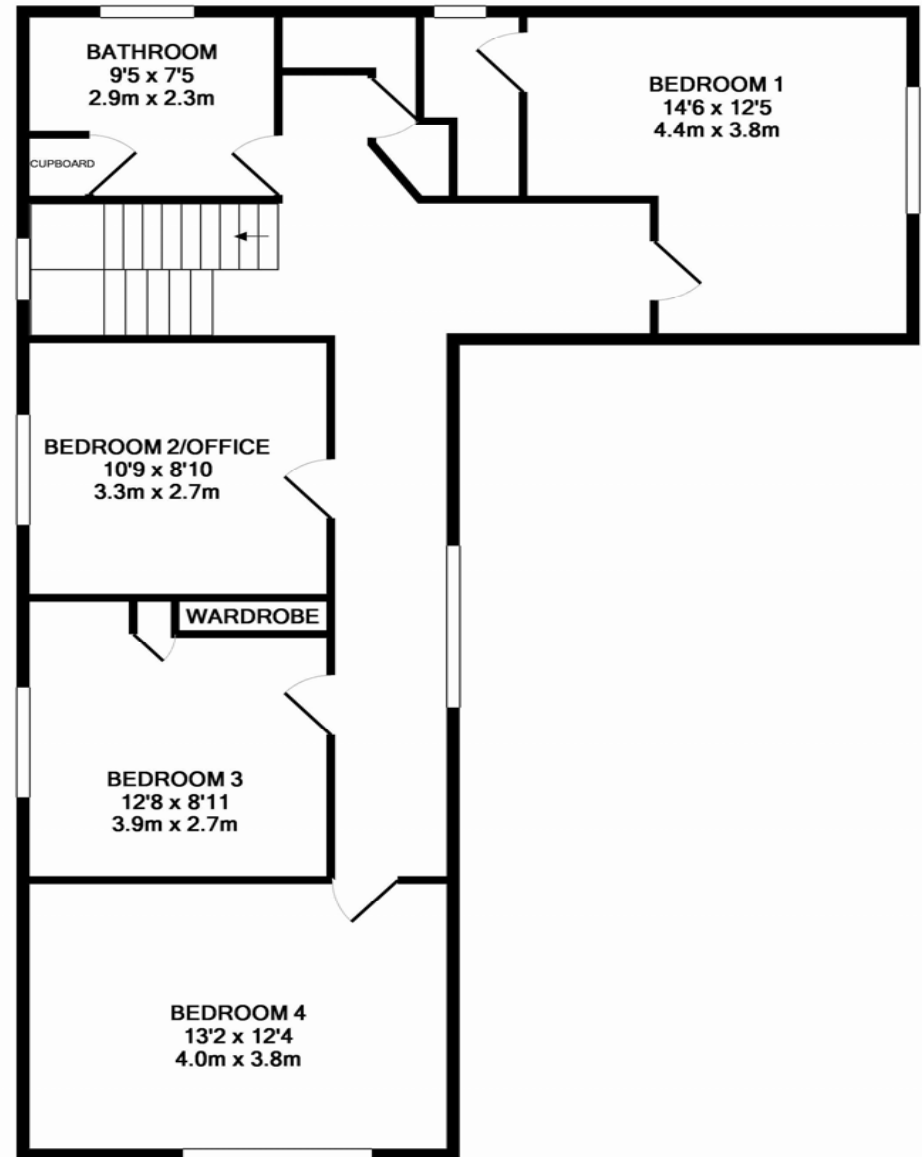 BATHROOM
9'5 x 7'5
2.9m x 2.3m
CUPBOARD
BEDROOM 1
14'6 x 12'5
4.4m x 3.8m
BEDROOM 2/OFFICE
10'9 x 8'10
3.3m x 2.7m
WARDROBE
BEDROOM 3
12'8 x 8'11
3.9m x 2.7m
BEDROOM 4
13'2 x 12'4
4.0m x 3.8m